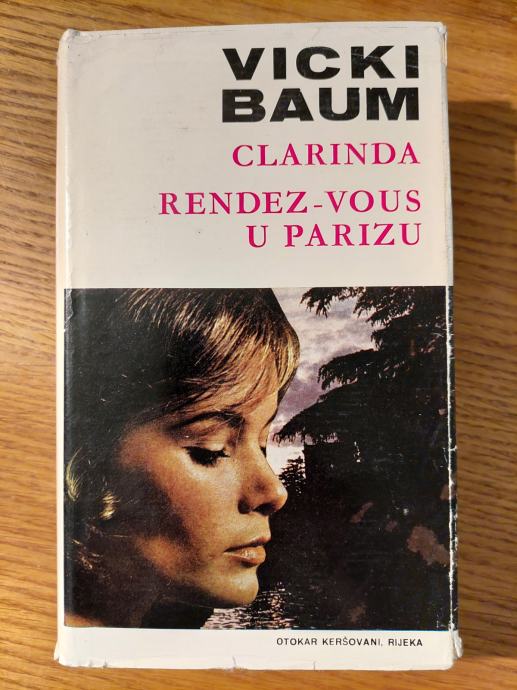 VICKI
BAUM
CLARINDA
RENDEZ-VOUS
U PARIZU
OTOKAR KERŠOVANI, RIJEKA